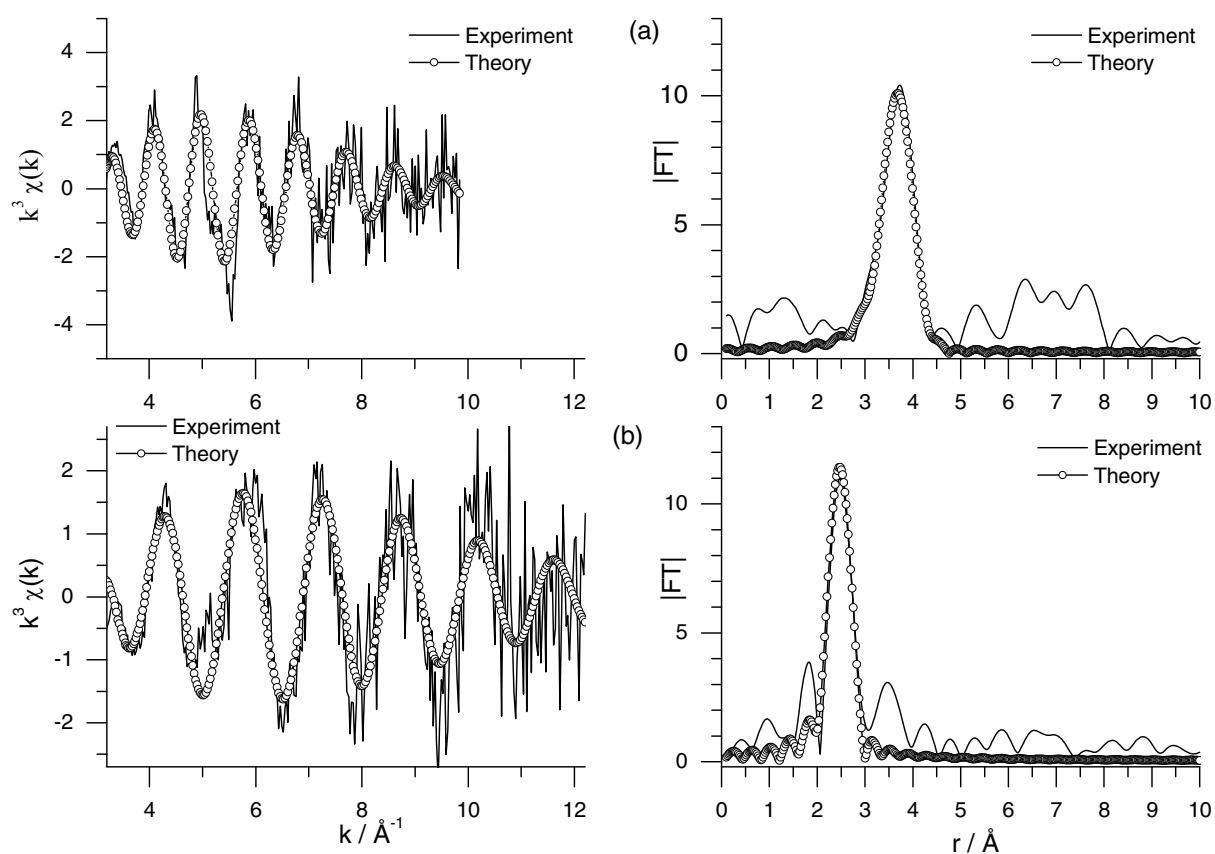 (a)
Experiment
Theory
4
2
0
-2
-4
k³ χ(k)
4 6 8 10 12
Experiment
Theory
10
5
0
|FT|
0 1 2 3 4 5 6 7 8 9 10
(b)
Experiment
Theory
2
1
0
-1
-2
k³ χ(k)
4 6 8 10 12
k / Å⁻¹
Experiment
Theory
10
5
0
|FT|
0 1 2 3 4 5 6 7 8 9 10
r / Å